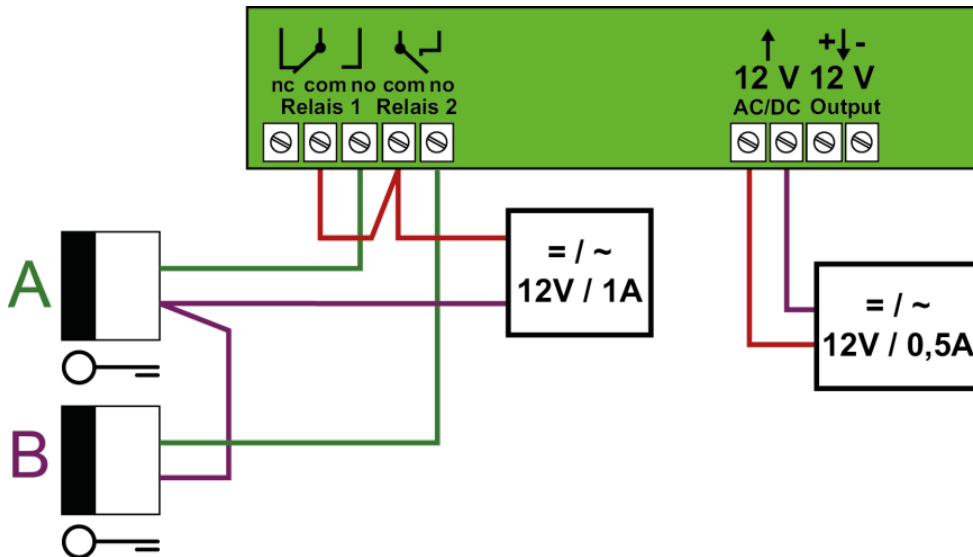 nc com no com no
Relais 1 Relais 2
+ -
12 V 12 V
AC/DC Output
A
= / ~
12V / 1A
= / ~
12V / 0,5A
B